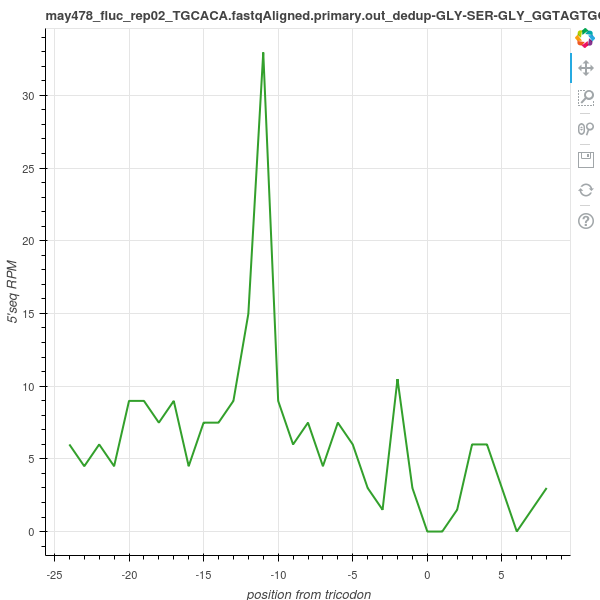 may478_fluc_rep02_TGCACA.fastqAligned.primary.out_dedup-GLY-SER-GLY_GGTAGTGG
30
25
20
15
10
5
0
5'seq RPM
-25 -20 -15 -10 -5 0 5
position from tricodon